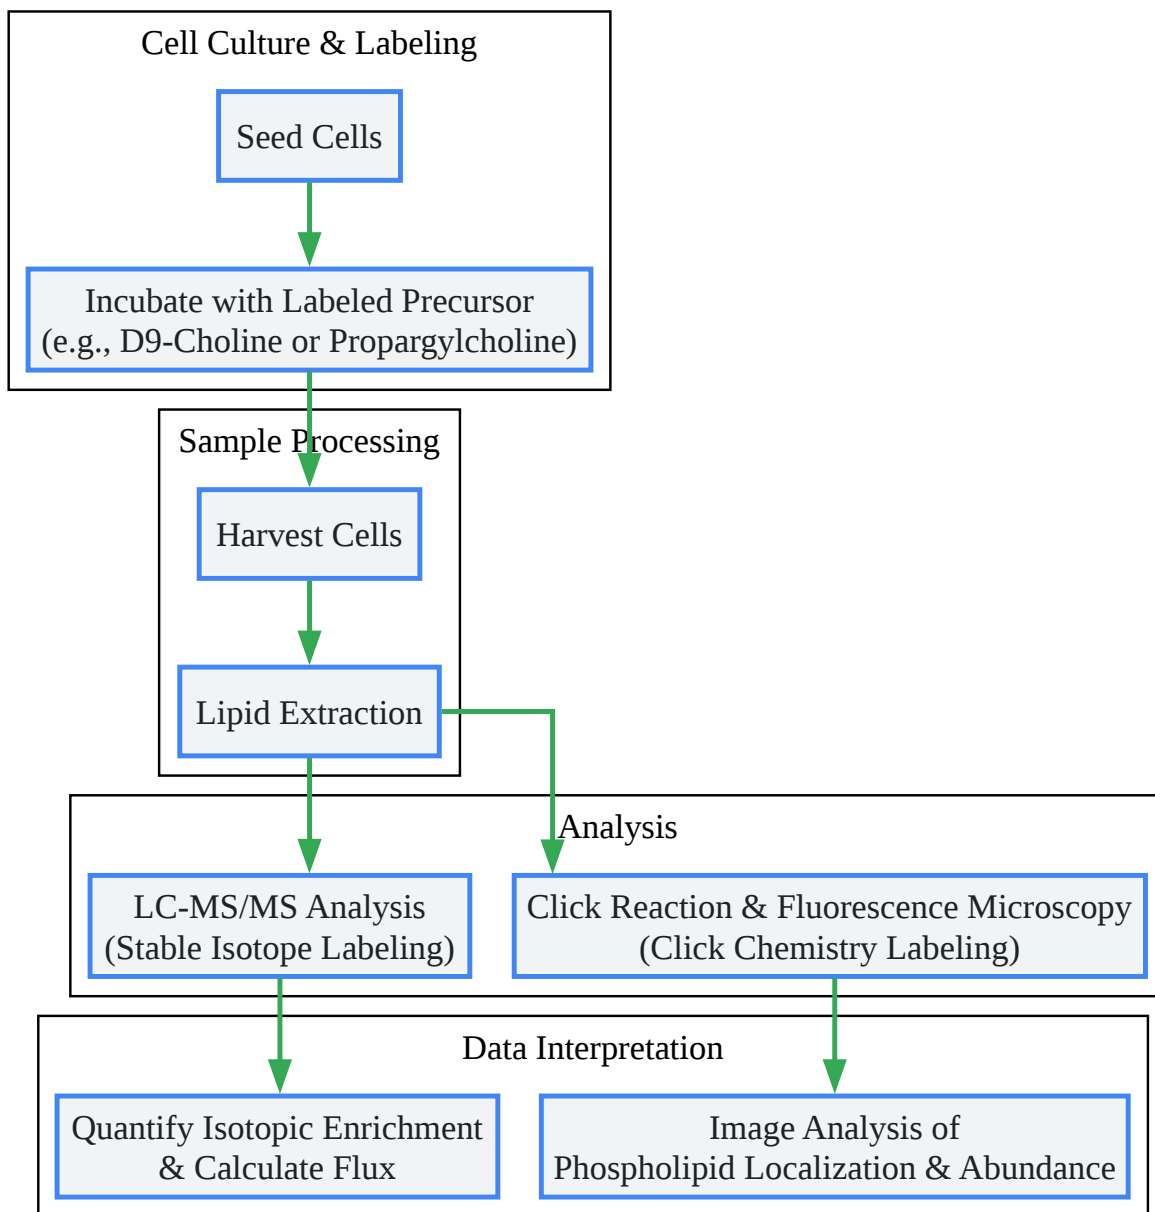 Cell Culture & Labeling
Seed Cells
Incubate with Labeled Precursor
(e.g., D9-Choline or Propargylcholine)
Sample Processing
Harvest Cells
Lipid Extraction
Analysis
LC-MS/MS Analysis
(Stable Isotope Labeling)
Click Reaction & Fluorescence Microscopy
(Click Chemistry Labeling)
Data Interpretation
Quantify Isotopic Enrichment
& Calculate Flux
Image Analysis of
Phospholipid Localization & Abundance